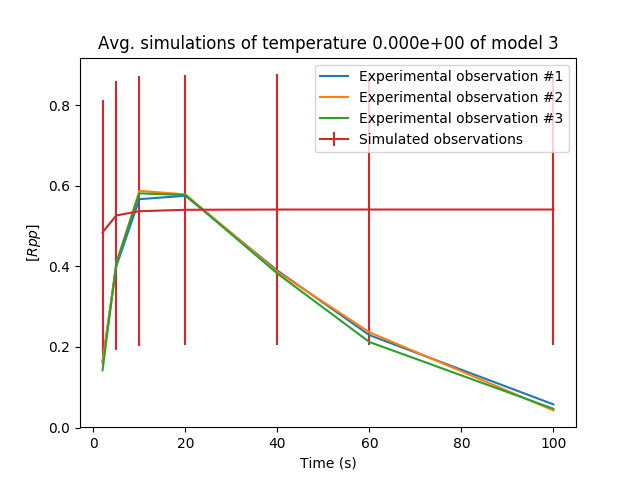 Avg. simulations of temperature 0.000e+00 of model 3
Experimental observation #1
Experimental observation #2
Experimental observation #3
Simulated observations
[Rpp]
0.8
0.6
0.4
0.2
0.0
0 20 40 60 80 100
Time (s)